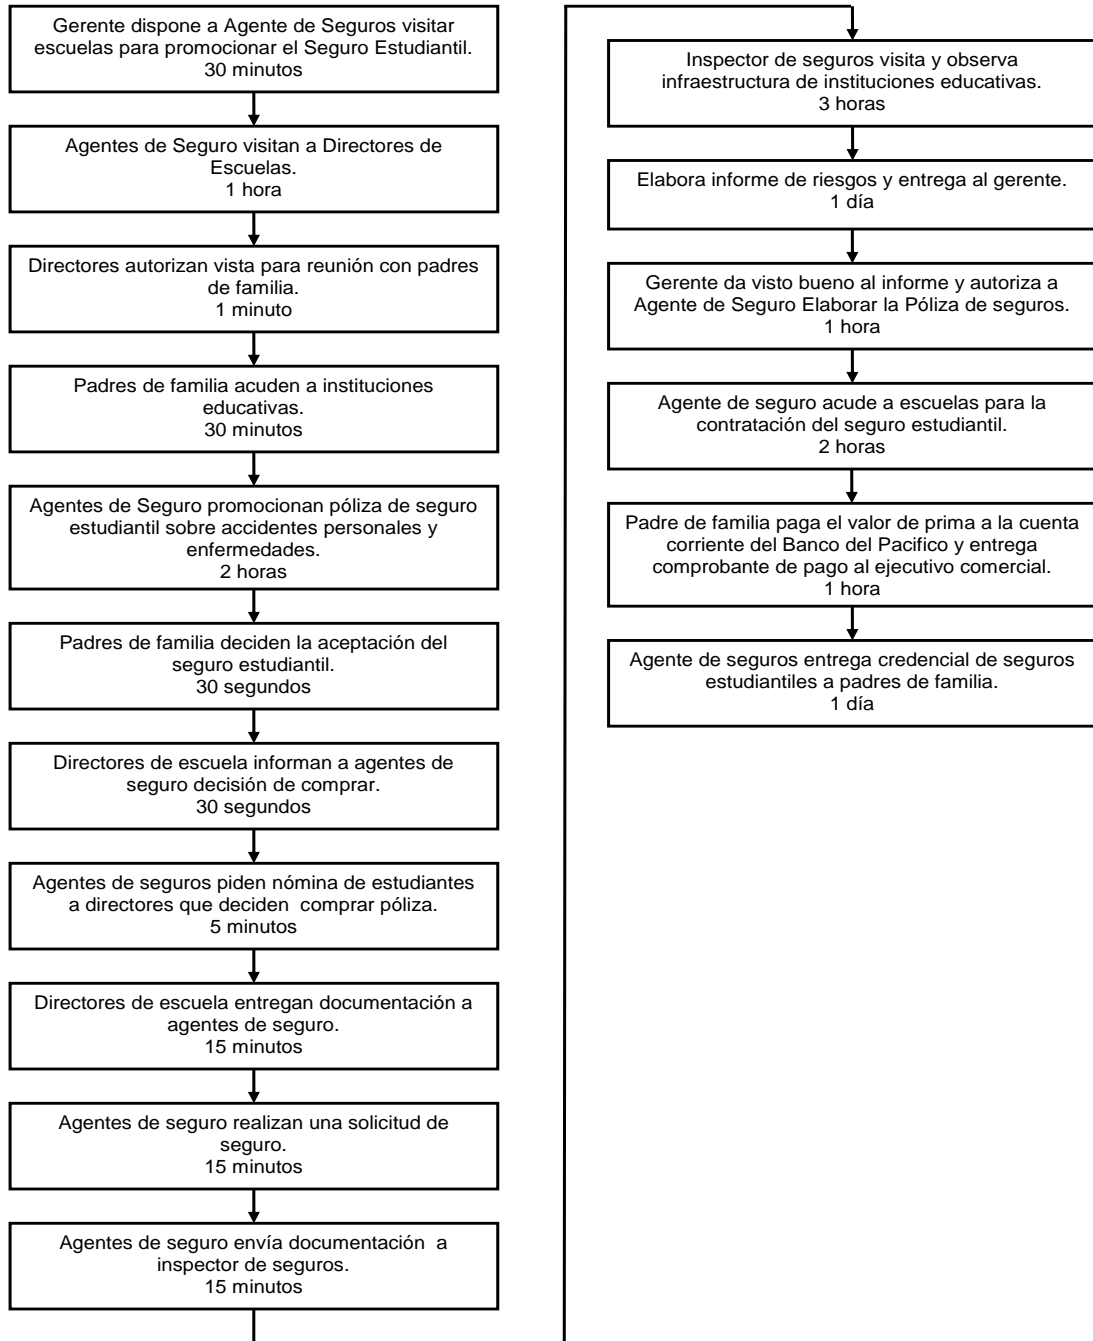 Gerente dispone a Agente de Seguros visitar
escuelas para promocionar el Seguro Estudiantil.
30 minutos
Agentes de Seguro visitan a Directores de
Escuelas.
1 hora
Directores autorizan vista para reunión con padres
de familia.
1 minuto
Padres de familia acuden a instituciones
educativas.
30 minutos
Agentes de Seguro promocionan póliza de seguro
estudiantil sobre accidentes personales y
enfermedades.
2 horas
Padres de familia deciden la aceptación del
seguro estudiantil.
30 segundos
Directores de escuela informan a agentes de
seguro decisión de comprar.
30 segundos
Agentes de seguros piden nómina de estudiantes
a directores que deciden comprar póliza.
5 minutos
Directores de escuela entregan documentación a
agentes de seguro.
15 minutos
Agentes de seguro realizan una solicitud de
seguro.
15 minutos
Agentes de seguro envía documentación a
inspector de seguros.
15 minutos
Inspector de seguros visita y observa
infraestructura de instituciones educativas.
3 horas
Elabora informe de riesgos y entrega al gerente.
1 día
Gerente da visto bueno al informe y autoriza a
Agente de Seguro Elaborar la Póliza de seguros.
1 hora
Agente de seguro acude a escuelas para la
contratación del seguro estudiantil.
2 horas
Padre de familia paga el valor de prima a la cuenta
corriente del Banco del Pacifico y entrega
comprobante de pago al ejecutivo comercial.
1 hora
Agente de seguros entrega credencial de seguros
estudiantiles a padres de familia.
1 día